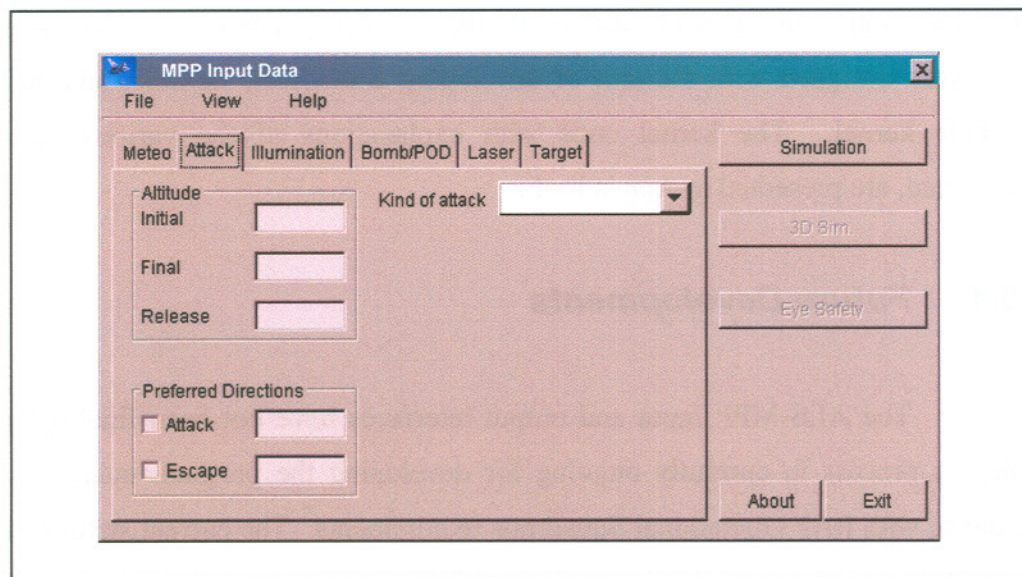 MPP Input Data
File View Help
Meteo Attack Illumination Bomb/POD Laser Target
Altitude
Initial
Final
Release
Kind of attack
Preferred Directions
Attack
Escape
Simulation
3D Sim.
Eye Safety
About Exit